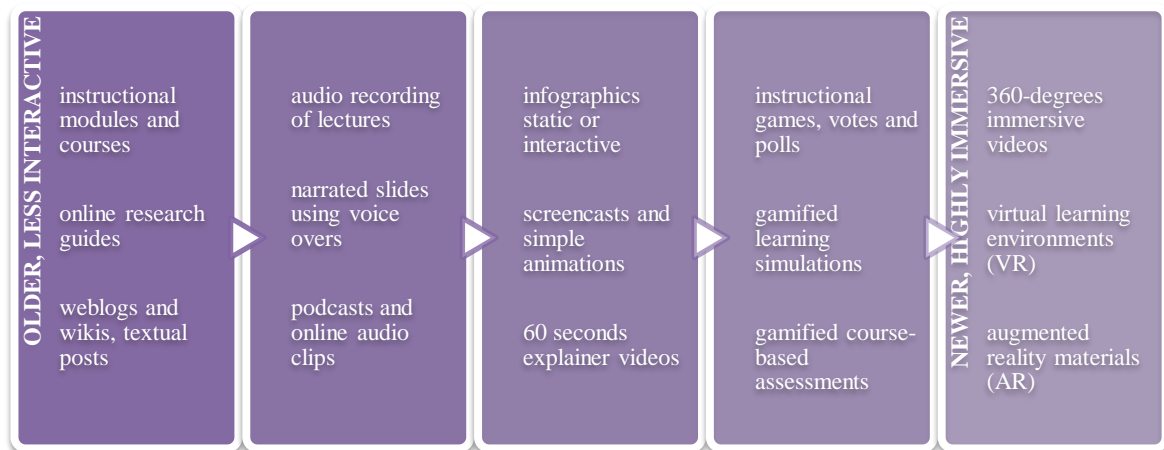 OLDER, LESS INTERACTIVE
instructional
modules and
courses
online research
guides
weblogs and
wikis, textual
posts
audio recording
of lectures
narrated slides
using voice
overs
podcasts and
online audio
clips
infographics
static or
interactive
screencasts and
simple
animations
60 seconds
explainer videos
instructional
games, votes and
polls
gamified
learning
simulations
gamified course-
based
assessments
NEWER, HIGHLY IMMERSIVE
360-degrees
immersive
videos
virtual learning
environments
(VR)
augmented
reality materials
(AR)